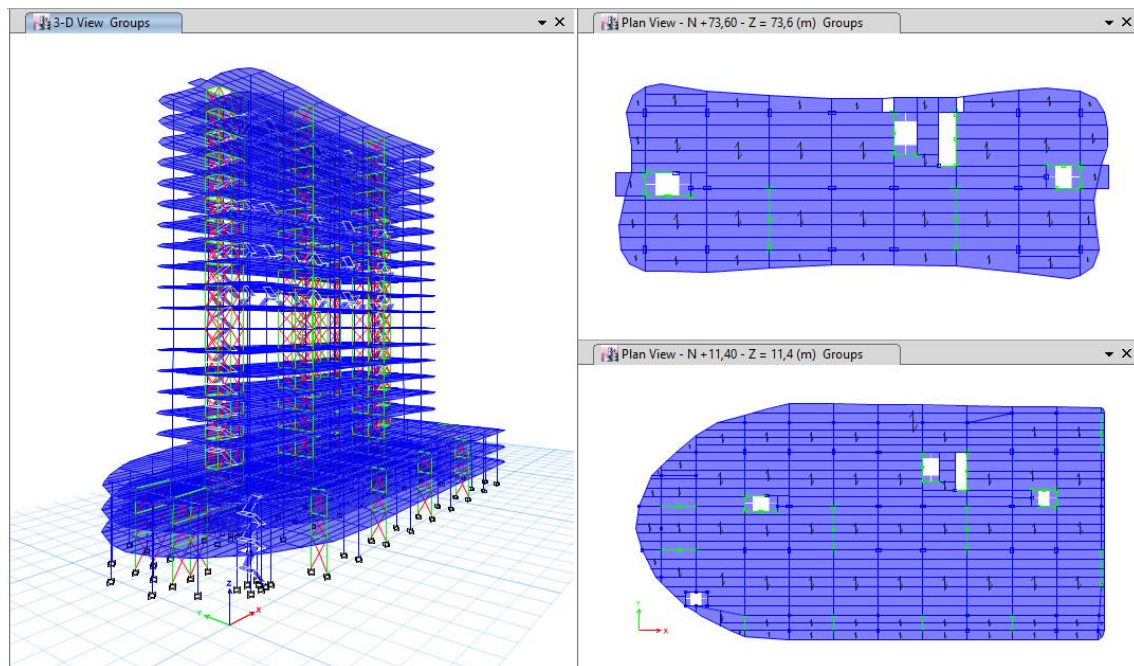 3-D View Groups
Plan View - N +73,60 - Z = 73,6 (m) Groups
Plan View - N +11,40 - Z = 11,4 (m) Groups
Z
Y
X
Y
X